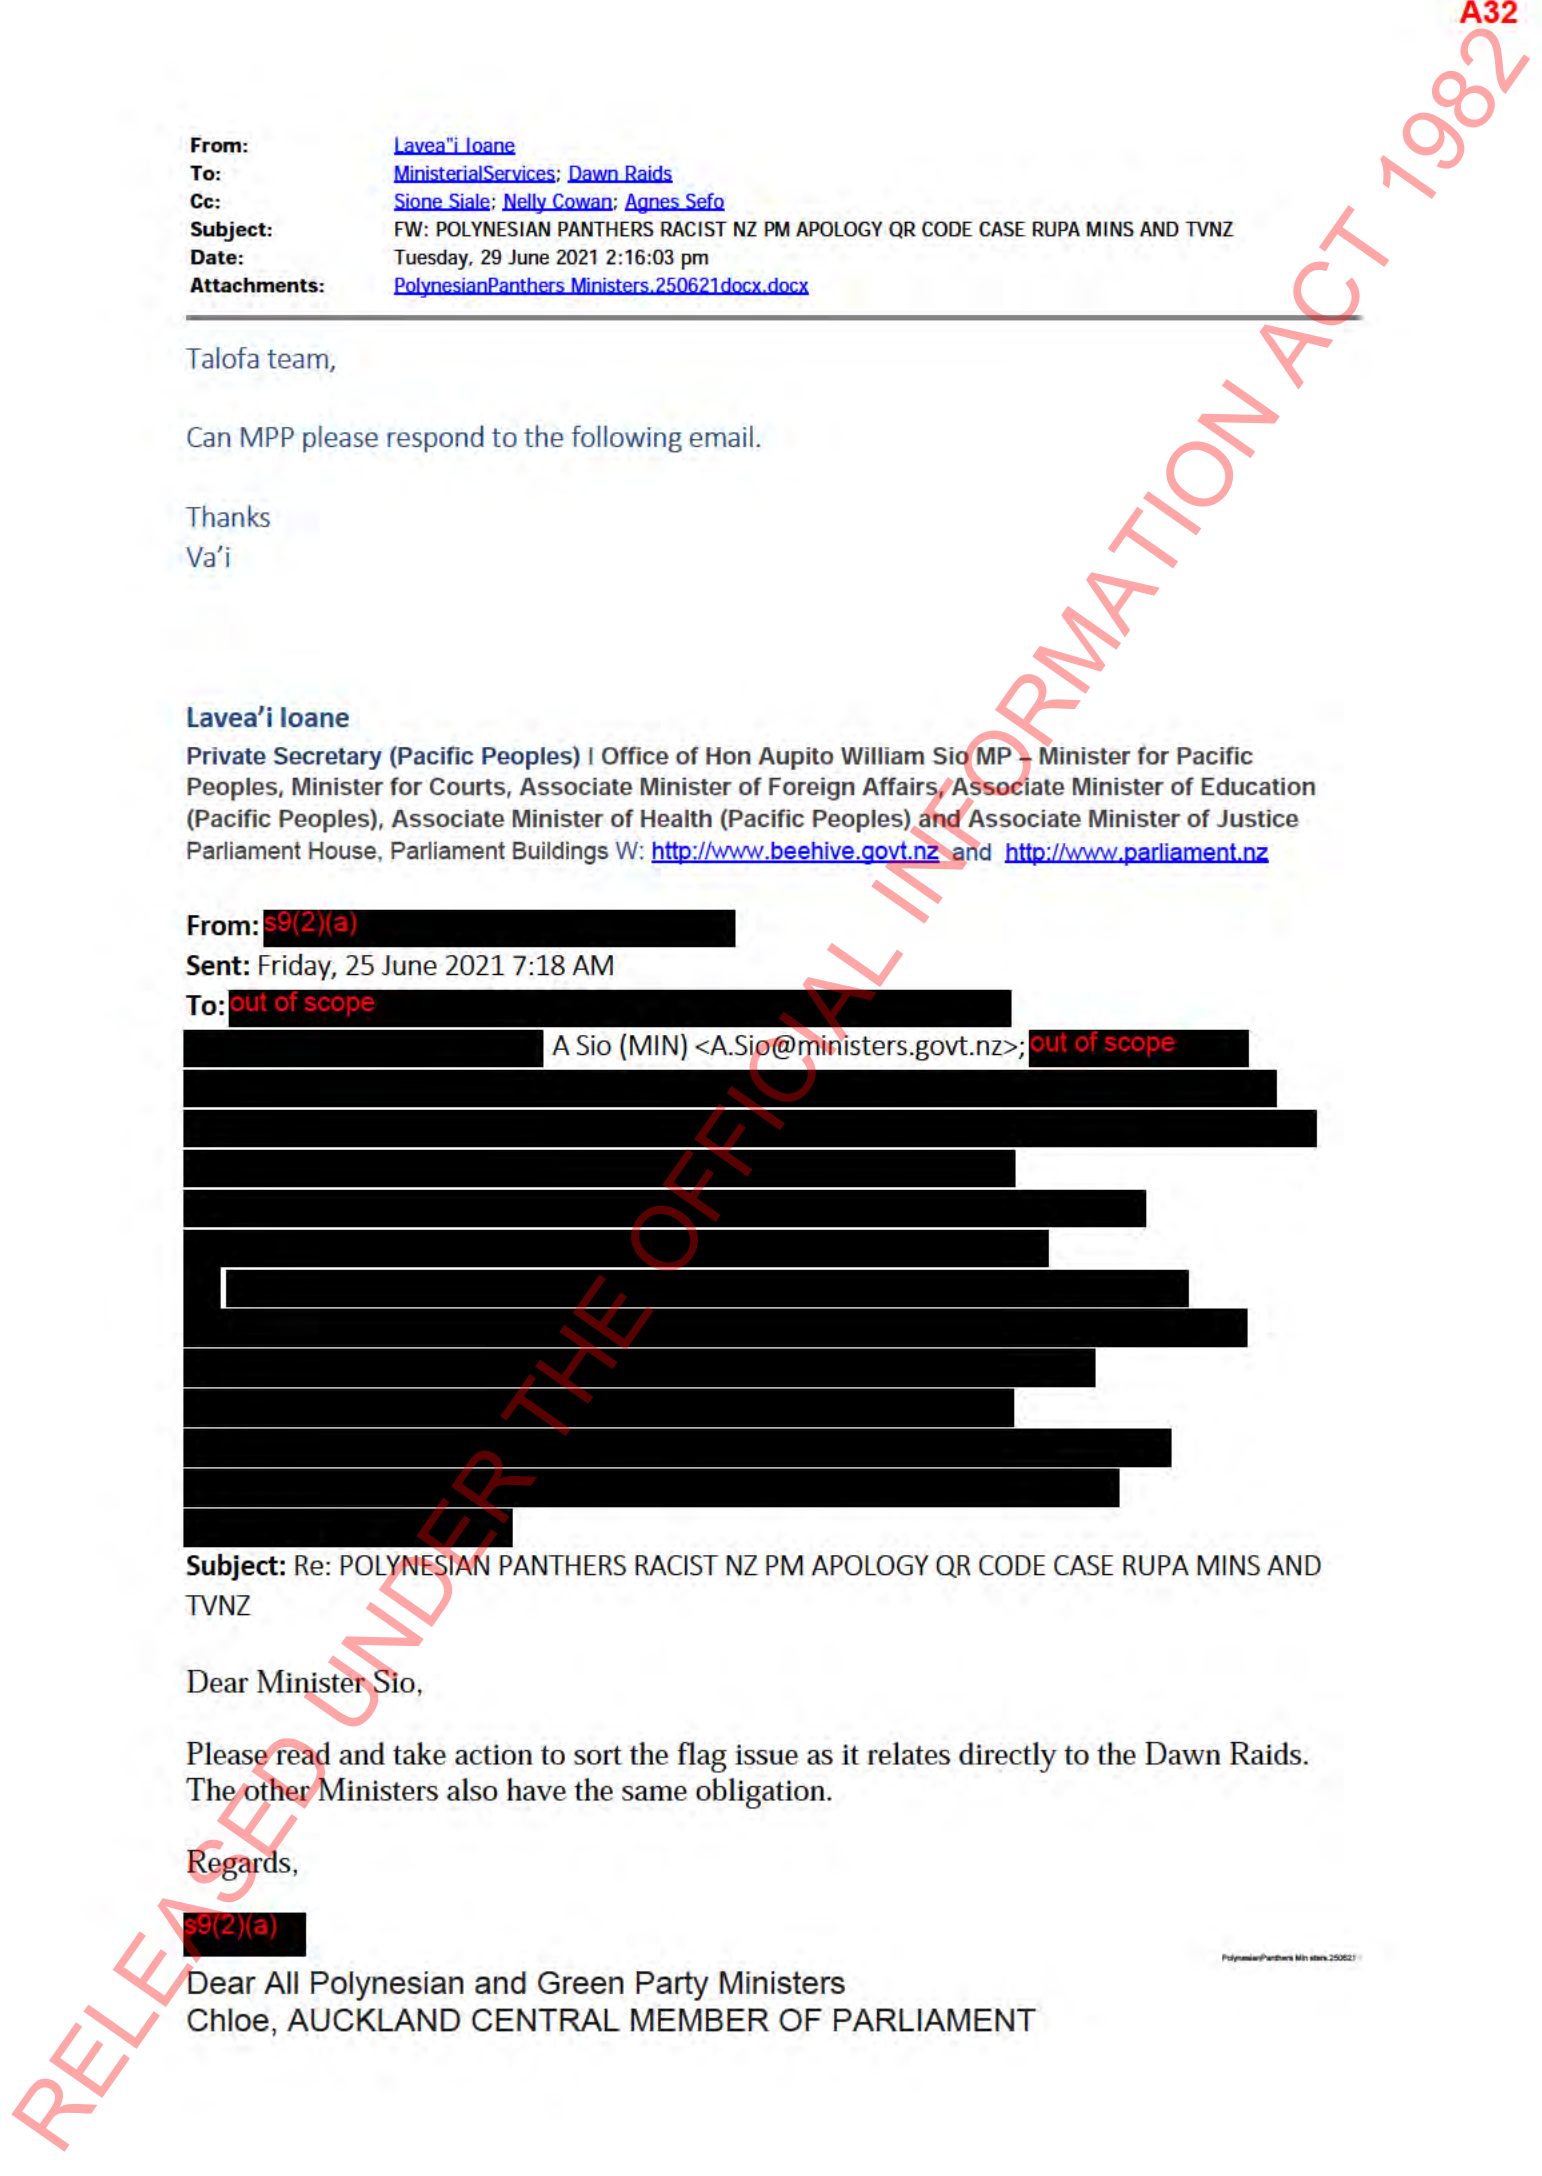 A32
From: Lavea"i Ioane
To: MinisterialServices; Dawn Raids
Cc: Sione Siale; Nelly Cowan; Agnes Sefo
Subject: FW: POLYNESIAN PANTHERS RACIST NZ PM APOLOGY QR CODE CASE RUPA MINS AND TVNZ
Date: Tuesday, 29 June 2021 2:16:03 pm
Attachments: PolynesianPanthers Ministers.250621docx.docx
Talofa team,
Can MPP please respond to the following email.
Thanks
Va'i
Lavea'i Ioane
Private Secretary (Pacific Peoples) I Office of Hon Aupito William Sio MP – Minister for Pacific
Peoples, Minister for Courts, Associate Minister of Foreign Affairs, Associate Minister of Education
(Pacific Peoples), Associate Minister of Health (Pacific Peoples) and Associate Minister of Justice
Parliament House, Parliament Buildings W: http://www.beehive.govt.nz and http://www.parliament.nz
From: s9(2)(a)
Sent: Friday, 25 June 2021 7:18 AM
To: out of scope
A Sio (MIN) <A.Sio@ministers.govt.nz>; out of scope
Subject: Re: POLYNESIAN PANTHERS RACIST NZ PM APOLOGY QR CODE CASE RUPA MINS AND
TVNZ
Dear Minister Sio,
Please read and take action to sort the flag issue as it relates directly to the Dawn Raids.
The other Ministers also have the same obligation.
Regards,
s9(2)(a)
PolynesianPanthers Min sters.250621
Dear All Polynesian and Green Party Ministers
Chloe, AUCKLAND CENTRAL MEMBER OF PARLIAMENT
RELEASED UNDER THE OFFICIAL INFORMATION ACT 1982